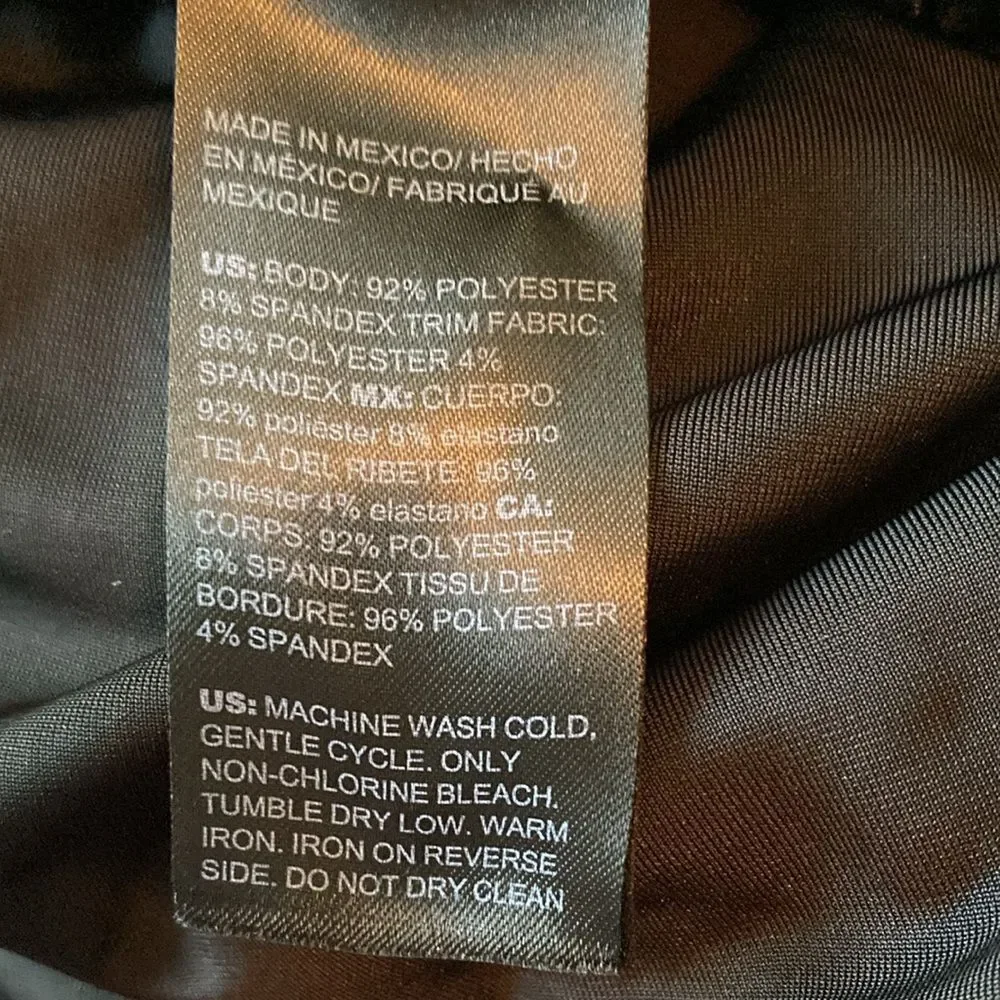 MADE IN MEXICO/ HECHO
EN MÉXICO/ FABRIQUÉ AU
MEXIQUE
US: BODY: 92% POLYESTER
8% SPANDEX TRIM FABRIC:
96% POLYESTER 4%
SPANDEX MX: CUERPO:
92% poliéster 8% elastano
TELA DEL RIBETE: 96%
poliester 4% elastano CA:
CORPS: 92% POLYESTER
8% SPANDEX TISSU DE
BORDURE: 96% POLYESTER
4% SPANDEX
US: MACHINE WASH COLD,
GENTLE CYCLE. ONLY
NON-CHLORINE BLEACH.
TUMBLE DRY LOW. WARM
IRON. IRON ON REVERSE
SIDE. DO NOT DRY CLEAN